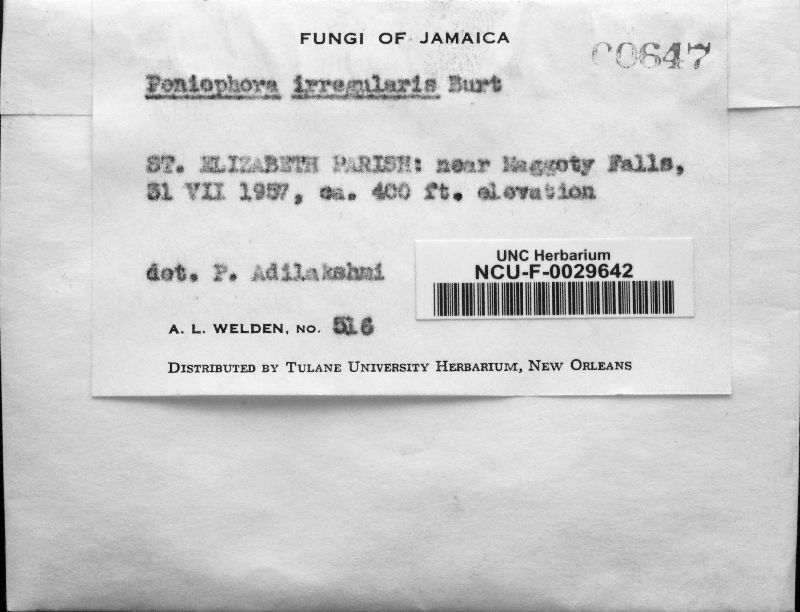 FUNGI OF JAMAICA
00647
Peniophora irregularis Burt
ST. ELIZABETH PARISH: near Maggoty Falls,
31 VII 1957, ca. 400 ft. elevation
det. P. Adilakshmi
UNC Herbarium
NCU-F-0029642
A. L. WELDEN, NO. 516
DISTRIBUTED BY TULANE UNIVERSITY HERBARIUM, NEW ORLEANS